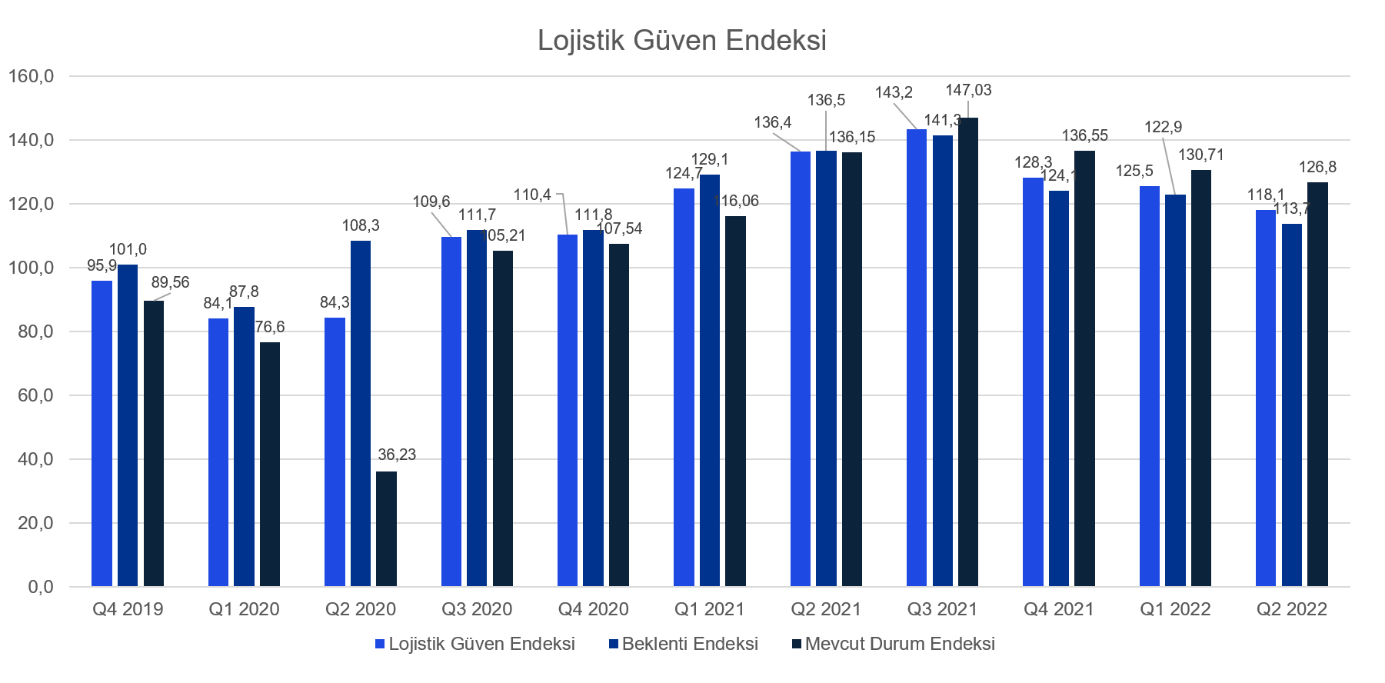 Lojistik Güven Endeksi
160,0
140,0
120,0
100,0
80,0
60,0
40,0
20,0
0,0
95,9 101,0 89,56
84,1 87,8 76,6
84,3 108,3 36,23
109,6 111,7 105,21
110,4 111,8 107,54
124,7 129,1 116,06
136,4 136,5 136,15
143,2 141,3 147,03
128,3 124,1 136,55
125,5 122,9 130,71
118,1 113,7 126,8
Q4 2019 Q1 2020 Q2 2020 Q3 2020 Q4 2020 Q1 2021 Q2 2021 Q3 2021 Q4 2021 Q1 2022 Q2 2022
Lojistik Güven Endeksi Beklenti Endeksi Mevcut Durum Endeksi